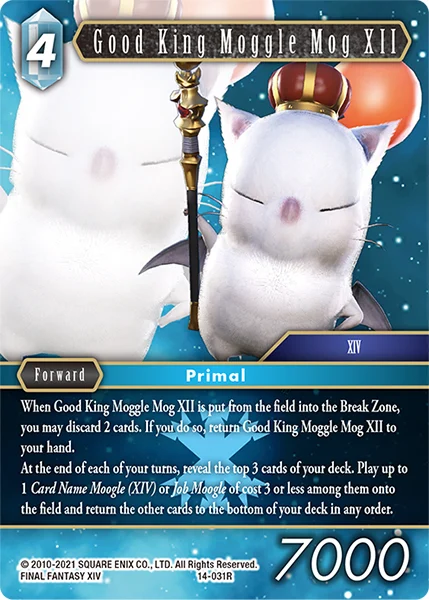 4
Good King Moggle Mog XII
XIV
Forward
Primal
When Good King Moggle Mog XII is put from the field into the Break Zone,
you may discard 2 cards. If you do so, return Good King Moggle Mog XII to
your hand.
At the end of each of your turns, reveal the top 3 cards of your deck. Play up to
1 Card Name Moogle (XIV) or Job Moogle of cost 3 or less among them onto
the field and return the other cards to the bottom of your deck in any order.
© 2010-2021 SQUARE ENIX CO., LTD. All Rights Reserved.
FINAL FANTASY XIV 14-031R
7000